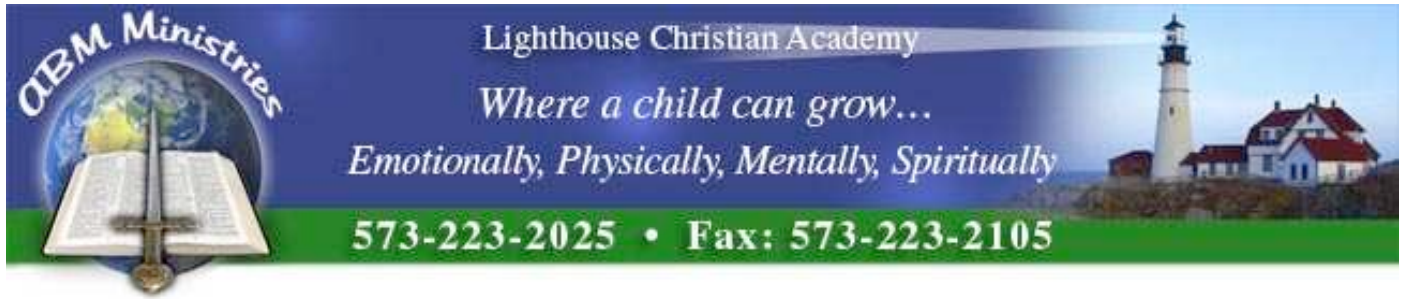 ABM Ministries
Lighthouse Christian Academy
Where a child can grow...
Emotionally, Physically, Mentally, Spiritually
573-223-2025 • Fax: 573-223-2105